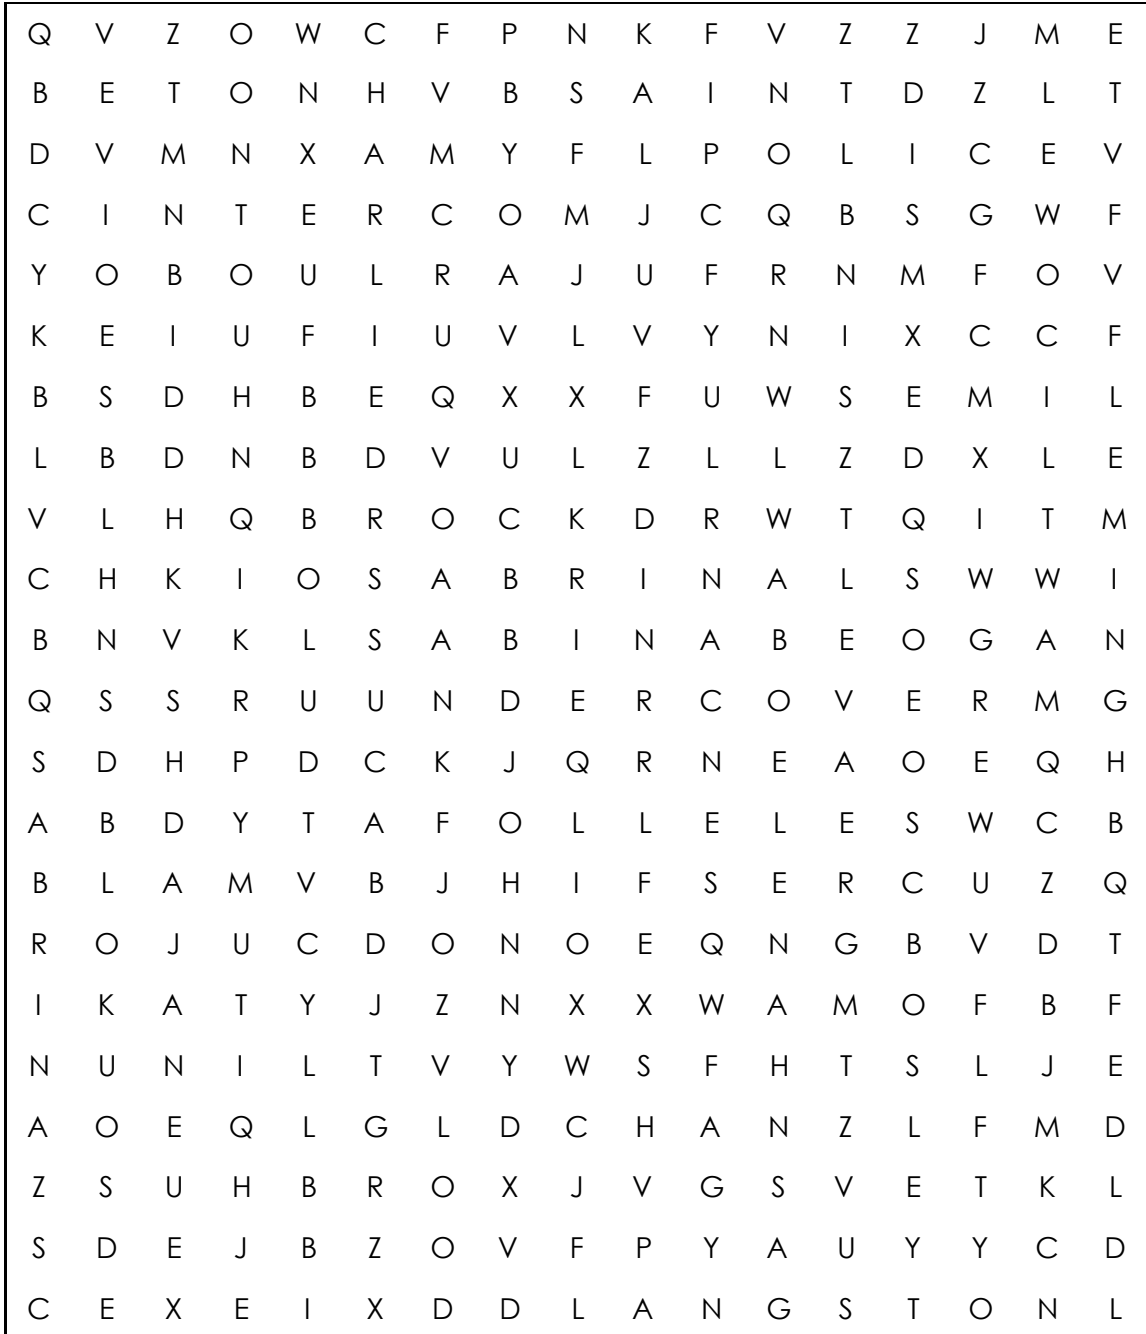 Q V Z O W C F P N K F V Z Z J M E
B E T O N H V B S A I N T D Z L T
D V M N X A M Y F L P O L I C E V
C I N T E R C O M J C Q B S G W F
Y O B O U L R A J U F R N M F O V
K E I U F I U V L V Y N I X C C F
B S D H B E Q X X F U W S E M I L
L B D N B D V U L Z L L Z D X L E
V L H Q B R O C K D R W T Q I T M
C H K I O S A B R I N A L S W W I
B N V K L S A B I N A B E O G A N
Q S S R U U N D E R C O V E R M G
S D H P D C K J Q R N E A O E Q H
A B D Y T A F O L L E L E S W C B
B L A M V B J H I F S E R C U Z Q
R O J U C D O N O E Q N G B V D T
I K A T Y J Z N X X W A M O F B F
N U N I L T V Y W S F H T S L J E
A O E Q L G L D C H A N Z L F M D
Z S U H B R O X J V G S V E T K L
S D E J B Z O V F P Y A U Y Y C D
C E X E I X D D L A N G S T O N L